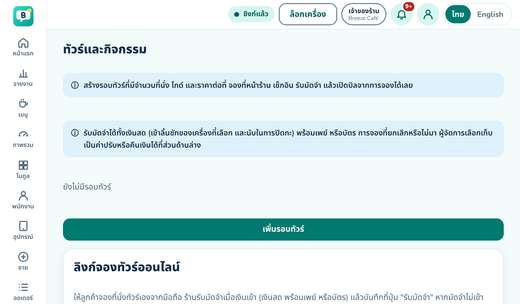 B
ซิงก์แล้ว
ล็อกเครื่อง
เจ้าของร้าน
Breeze Café
9+
ไทย
English
หน้าแรก
รายงาน
เมนู
ภาพรวม
โมดูล
พนักงาน
อุปกรณ์
ขาย
ออเดอร์
ทัวร์และกิจกรรม
สร้างรอบทัวร์ที่มีจำนวนที่นั่ง ไกด์ และราคาต่อที่ จองที่หน้าร้าน เช็กอิน รับมัดจำ แล้วเปิดบิลจากการจองได้เลย
รับมัดจำได้ทั้งเงินสด (เข้าลิ้นชักของเครื่องที่เลือก และนับในการปิดกะ) พร้อมเพย์ หรือบัตร การจองที่ยกเลิกหรือไม่มา ผู้จัดการเลือกเก็บ
เป็นค่าปรับหรือคืนเงินได้ที่ส่วนด้านล่าง
ยังไม่มีรอบทัวร์
เพิ่มรอบทัวร์
ลิงก์จองทัวร์ออนไลน์
ให้ลูกค้าจองที่นั่งทัวร์เองจากมือถือ ร้านรับมัดจำเมื่อเงินเข้า (เงินสด พร้อมเพย์ หรือบัตร) แล้วบันทึกที่ปุ่ม "รับมัดจำ" หากมัดจำไม่เข้า